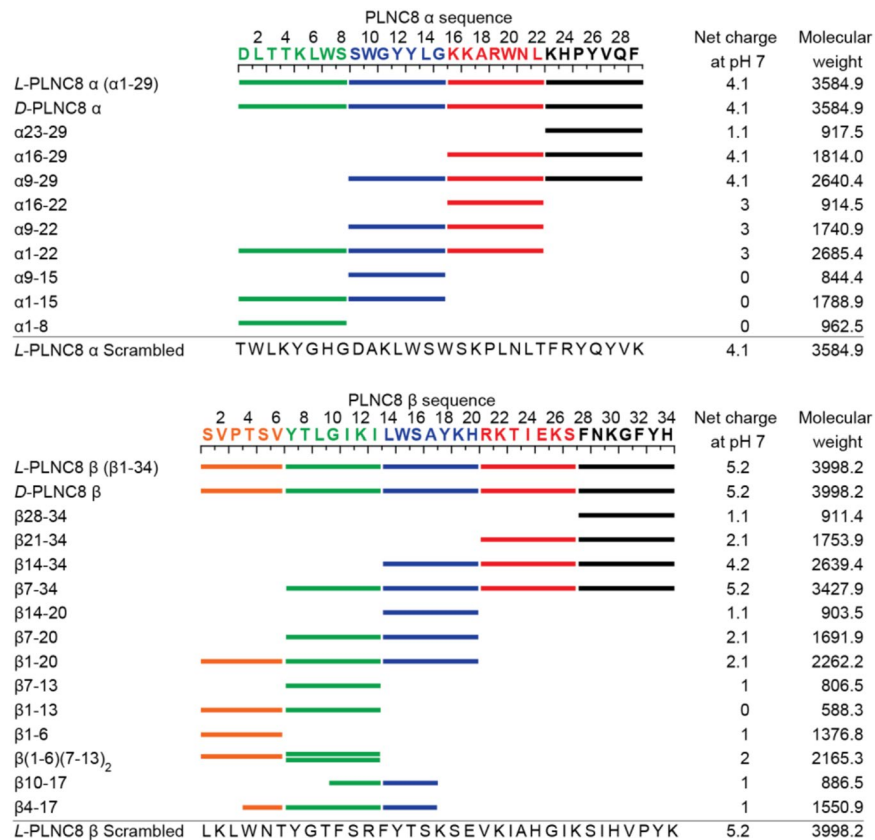 PLNC8 α sequence
2 4 6 8 10 12 14 16 18 20 22 24 26 28 Net charge Molecular
DLTTKLWSSWGYYLGKKARWNLKHPYVQF at pH 7 weight
L-PLNC8 α (α1-29) 4.1 3584.9
D-PLNC8 α 4.1 3584.9
α23-29 1.1 917.5
α16-29 4.1 1814.0
α9-29 4.1 2640.4
α16-22 3 914.5
α9-22 3 1740.9
α1-22 3 2685.4
α9-15 0 844.4
α1-15 0 1788.9
α1-8 0 962.5
L-PLNC8 α Scrambled TWLKYGHGDAKLWSWSKPLNLTFRYQYVK 4.1 3584.9
PLNC8 β sequence
2 4 6 8 10 12 14 16 18 20 22 24 26 28 30 32 34 Net charge Molecular
SVPTSVYTLGIKILWSAYKHRKTIEKSFNKGFYH at pH 7 weight
L-PLNC8 β (β1-34) 5.2 3998.2
D-PLNC8 β 5.2 3998.2
β28-34 1.1 911.4
β21-34 2.1 1753.9
β14-34 4.2 2639.4
β7-34 5.2 3427.9
β14-20 1.1 903.5
β7-20 2.1 1691.9
β1-20 2.1 2262.2
β7-13 1 806.5
β1-13 0 588.3
β1-6 1 1376.8
β(1-6)(7-13)2 2 2165.3
β10-17 1 886.5
β4-17 1 1550.9
L-PLNC8 β Scrambled LKLWNTYGTFSRFYTSKSEVKIAHGIKSIHVPYK 5.2 3998.2